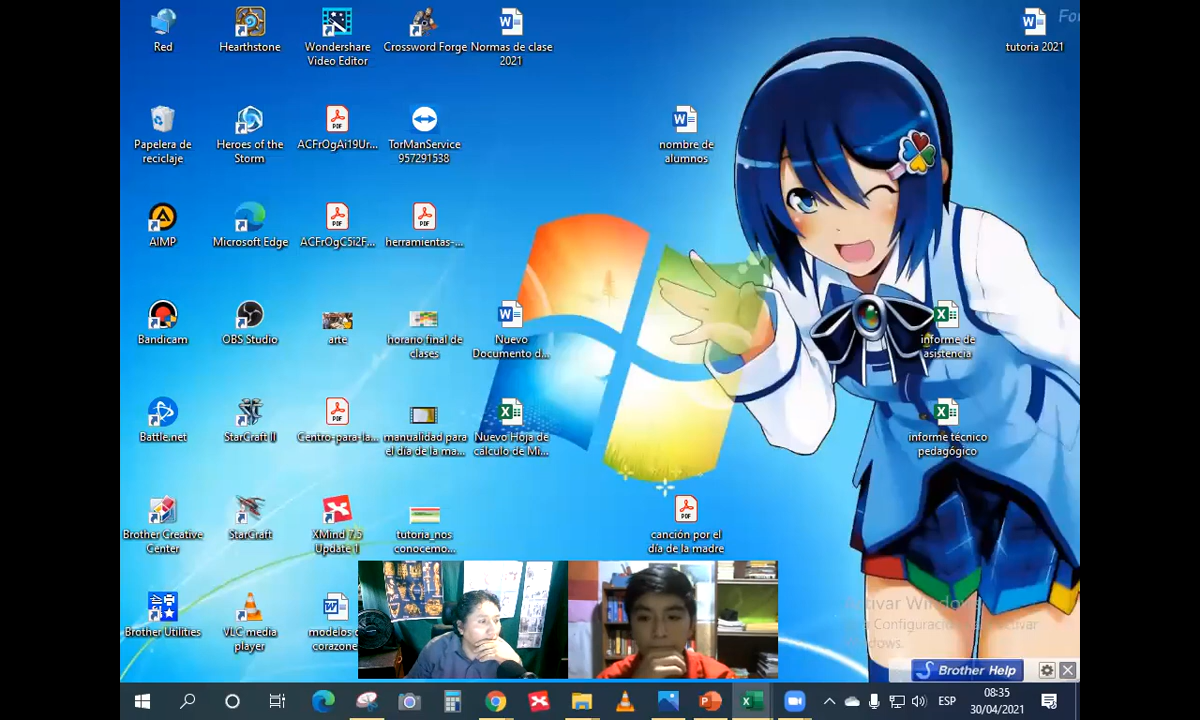 Red
Hearthstone
Wondershare
Video Editor
Crossword Forge
Normas de clase
2021
tutoria 2021
Papelera de
reciclaje
Heroes of the
Storm
ACFrOgAi19Ur...
TorManService
957291538
nombre de
alumnos
AIMP
Microsoft Edge
ACFrOgC5i2F...
herramientas-...
Bandicam
OBS Studio
arte
horario final de
clases
Nuevo
Documento d...
informe de
asistencia
Battle.net
StarCraft II
Centro-para-la...
manualidad para
el día de la ma...
Nuevo Hoja de
cálculo de Mi...
informe técnico
pedagógico
Brother Creative
Center
StarCraft
XMind 7.5
Update 1
tutoria_nos
conocemo...
canción por el
día de la madre
Brother Utilities
VLC media
player
modelos
corazone
Brother Help
ESP
08:35
30/04/2021